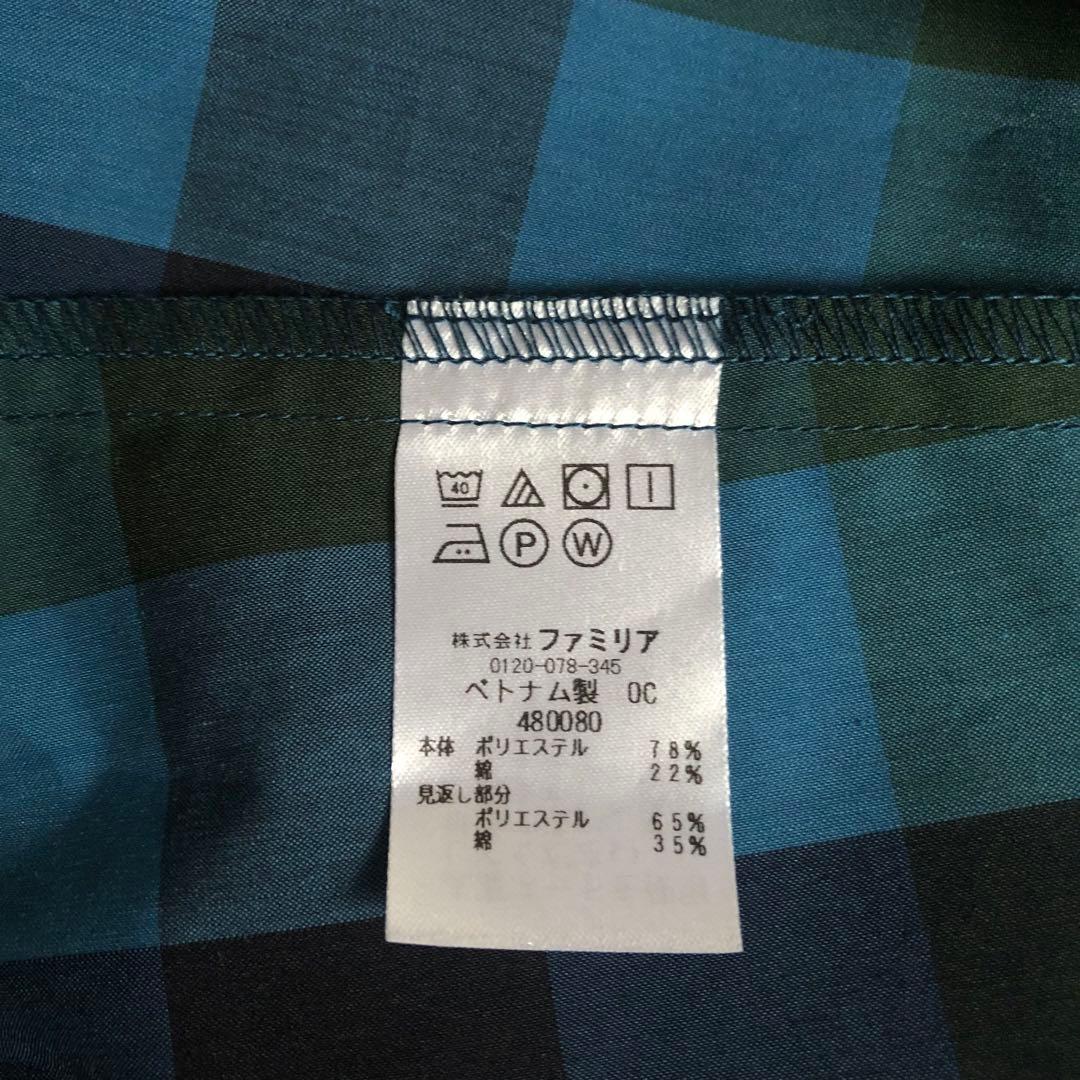 40
P W
株式会社 ファミリア
0120-078-345
ベトナム製 OC
480080
本体 ポリエステル 78%
綿 22%
見返し部分
ポリエステル 65%
綿 35%